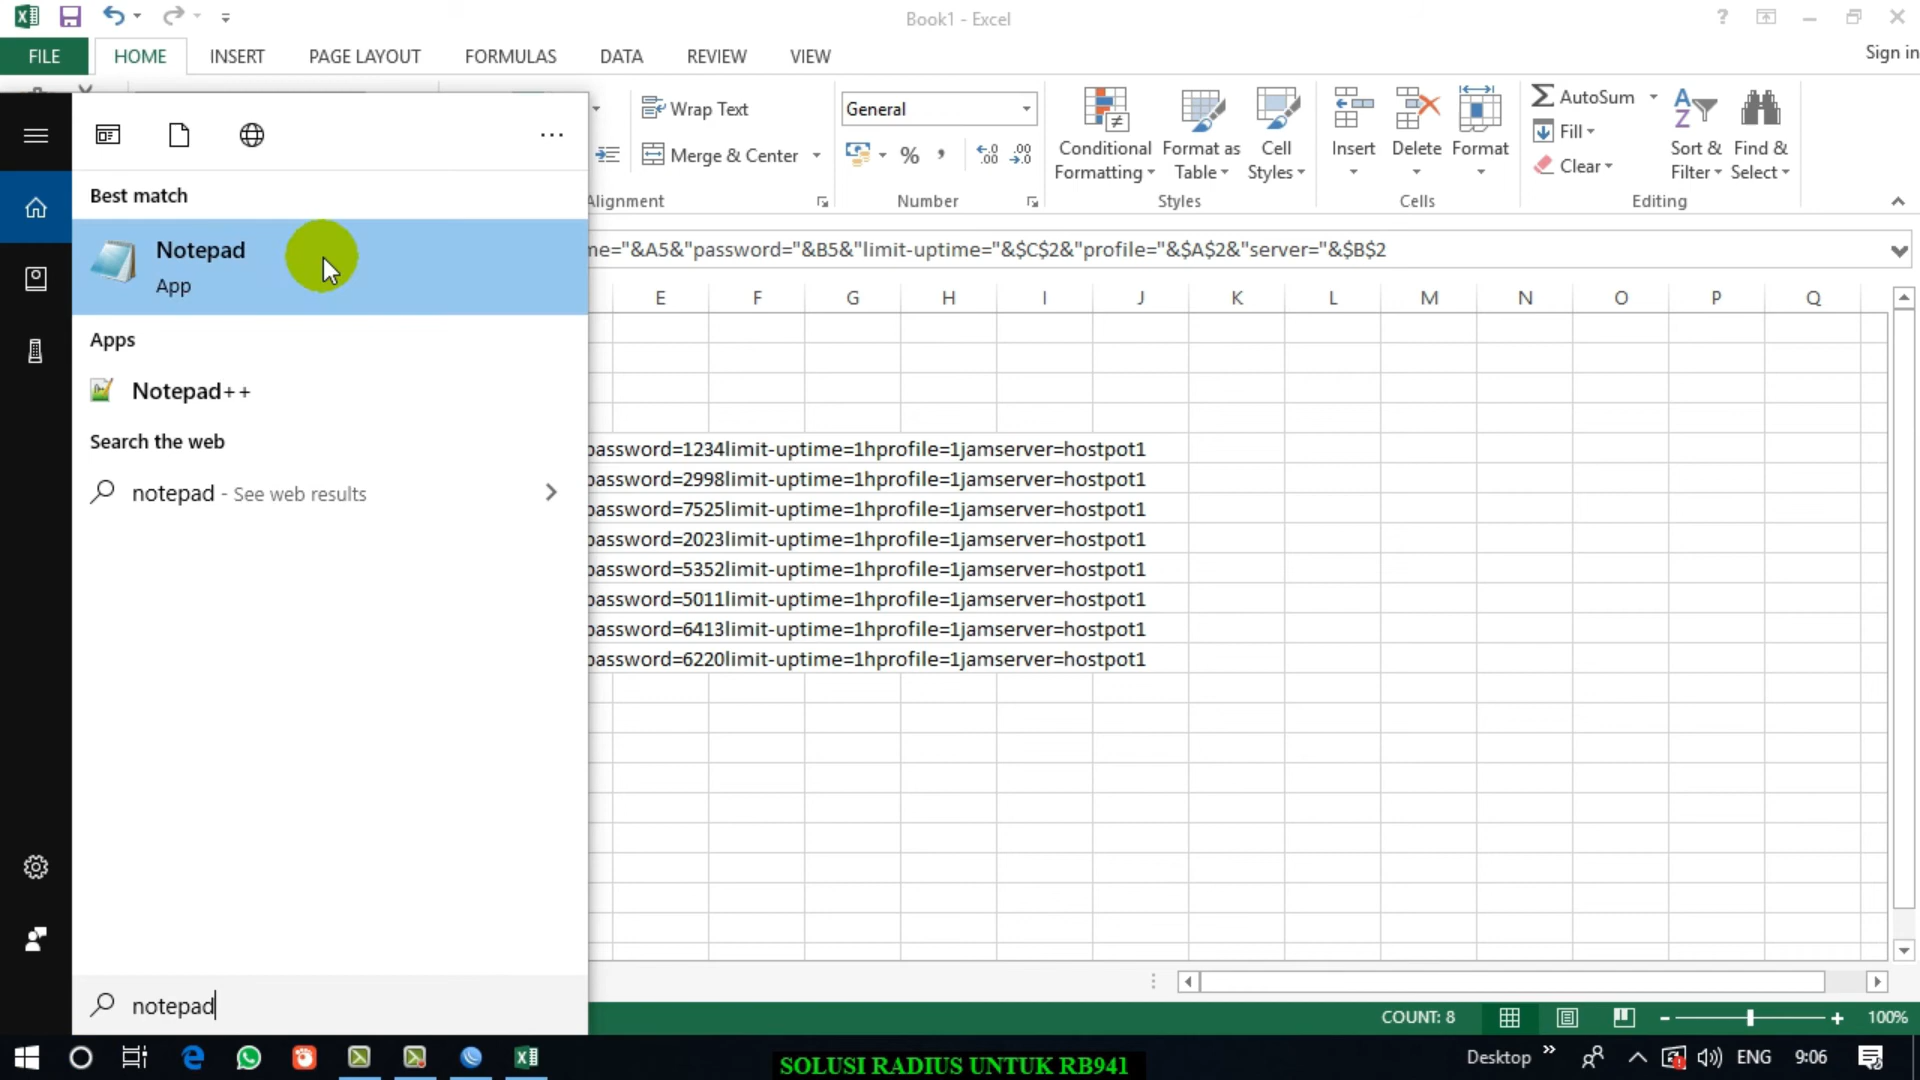 Book1 - Excel
?
FILE
HOME
INSERT
PAGE LAYOUT
FORMULAS
DATA
REVIEW
VIEW
Sign in
Wrap Text
Merge & Center
Alignment
General
%
Number
Conditional Formatting
Format as Table
Cell Styles
Styles
Insert
Delete
Format
Cells
AutoSum
Fill
Clear
Sort & Filter
Find & Select
Editing
me="&A5&"password="&B5&"limit-uptime="&$C$2&"profile="&$A$2&"server="&$B$2
Best match
Notepad
App
Apps
Notepad++
Search the web
notepad - See web results
notepad
E F G H I J K L M N O P Q
password=1234limit-uptime=1hprofile=1jamserver=hostpot1
password=2998limit-uptime=1hprofile=1jamserver=hostpot1
password=7525limit-uptime=1hprofile=1jamserver=hostpot1
password=2023limit-uptime=1hprofile=1jamserver=hostpot1
password=5352limit-uptime=1hprofile=1jamserver=hostpot1
password=5011limit-uptime=1hprofile=1jamserver=hostpot1
password=6413limit-uptime=1hprofile=1jamserver=hostpot1
password=6220limit-uptime=1hprofile=1jamserver=hostpot1
COUNT: 8
100%
SOLUSI RADIUS UNTUK RB941
Desktop
ENG
9:06